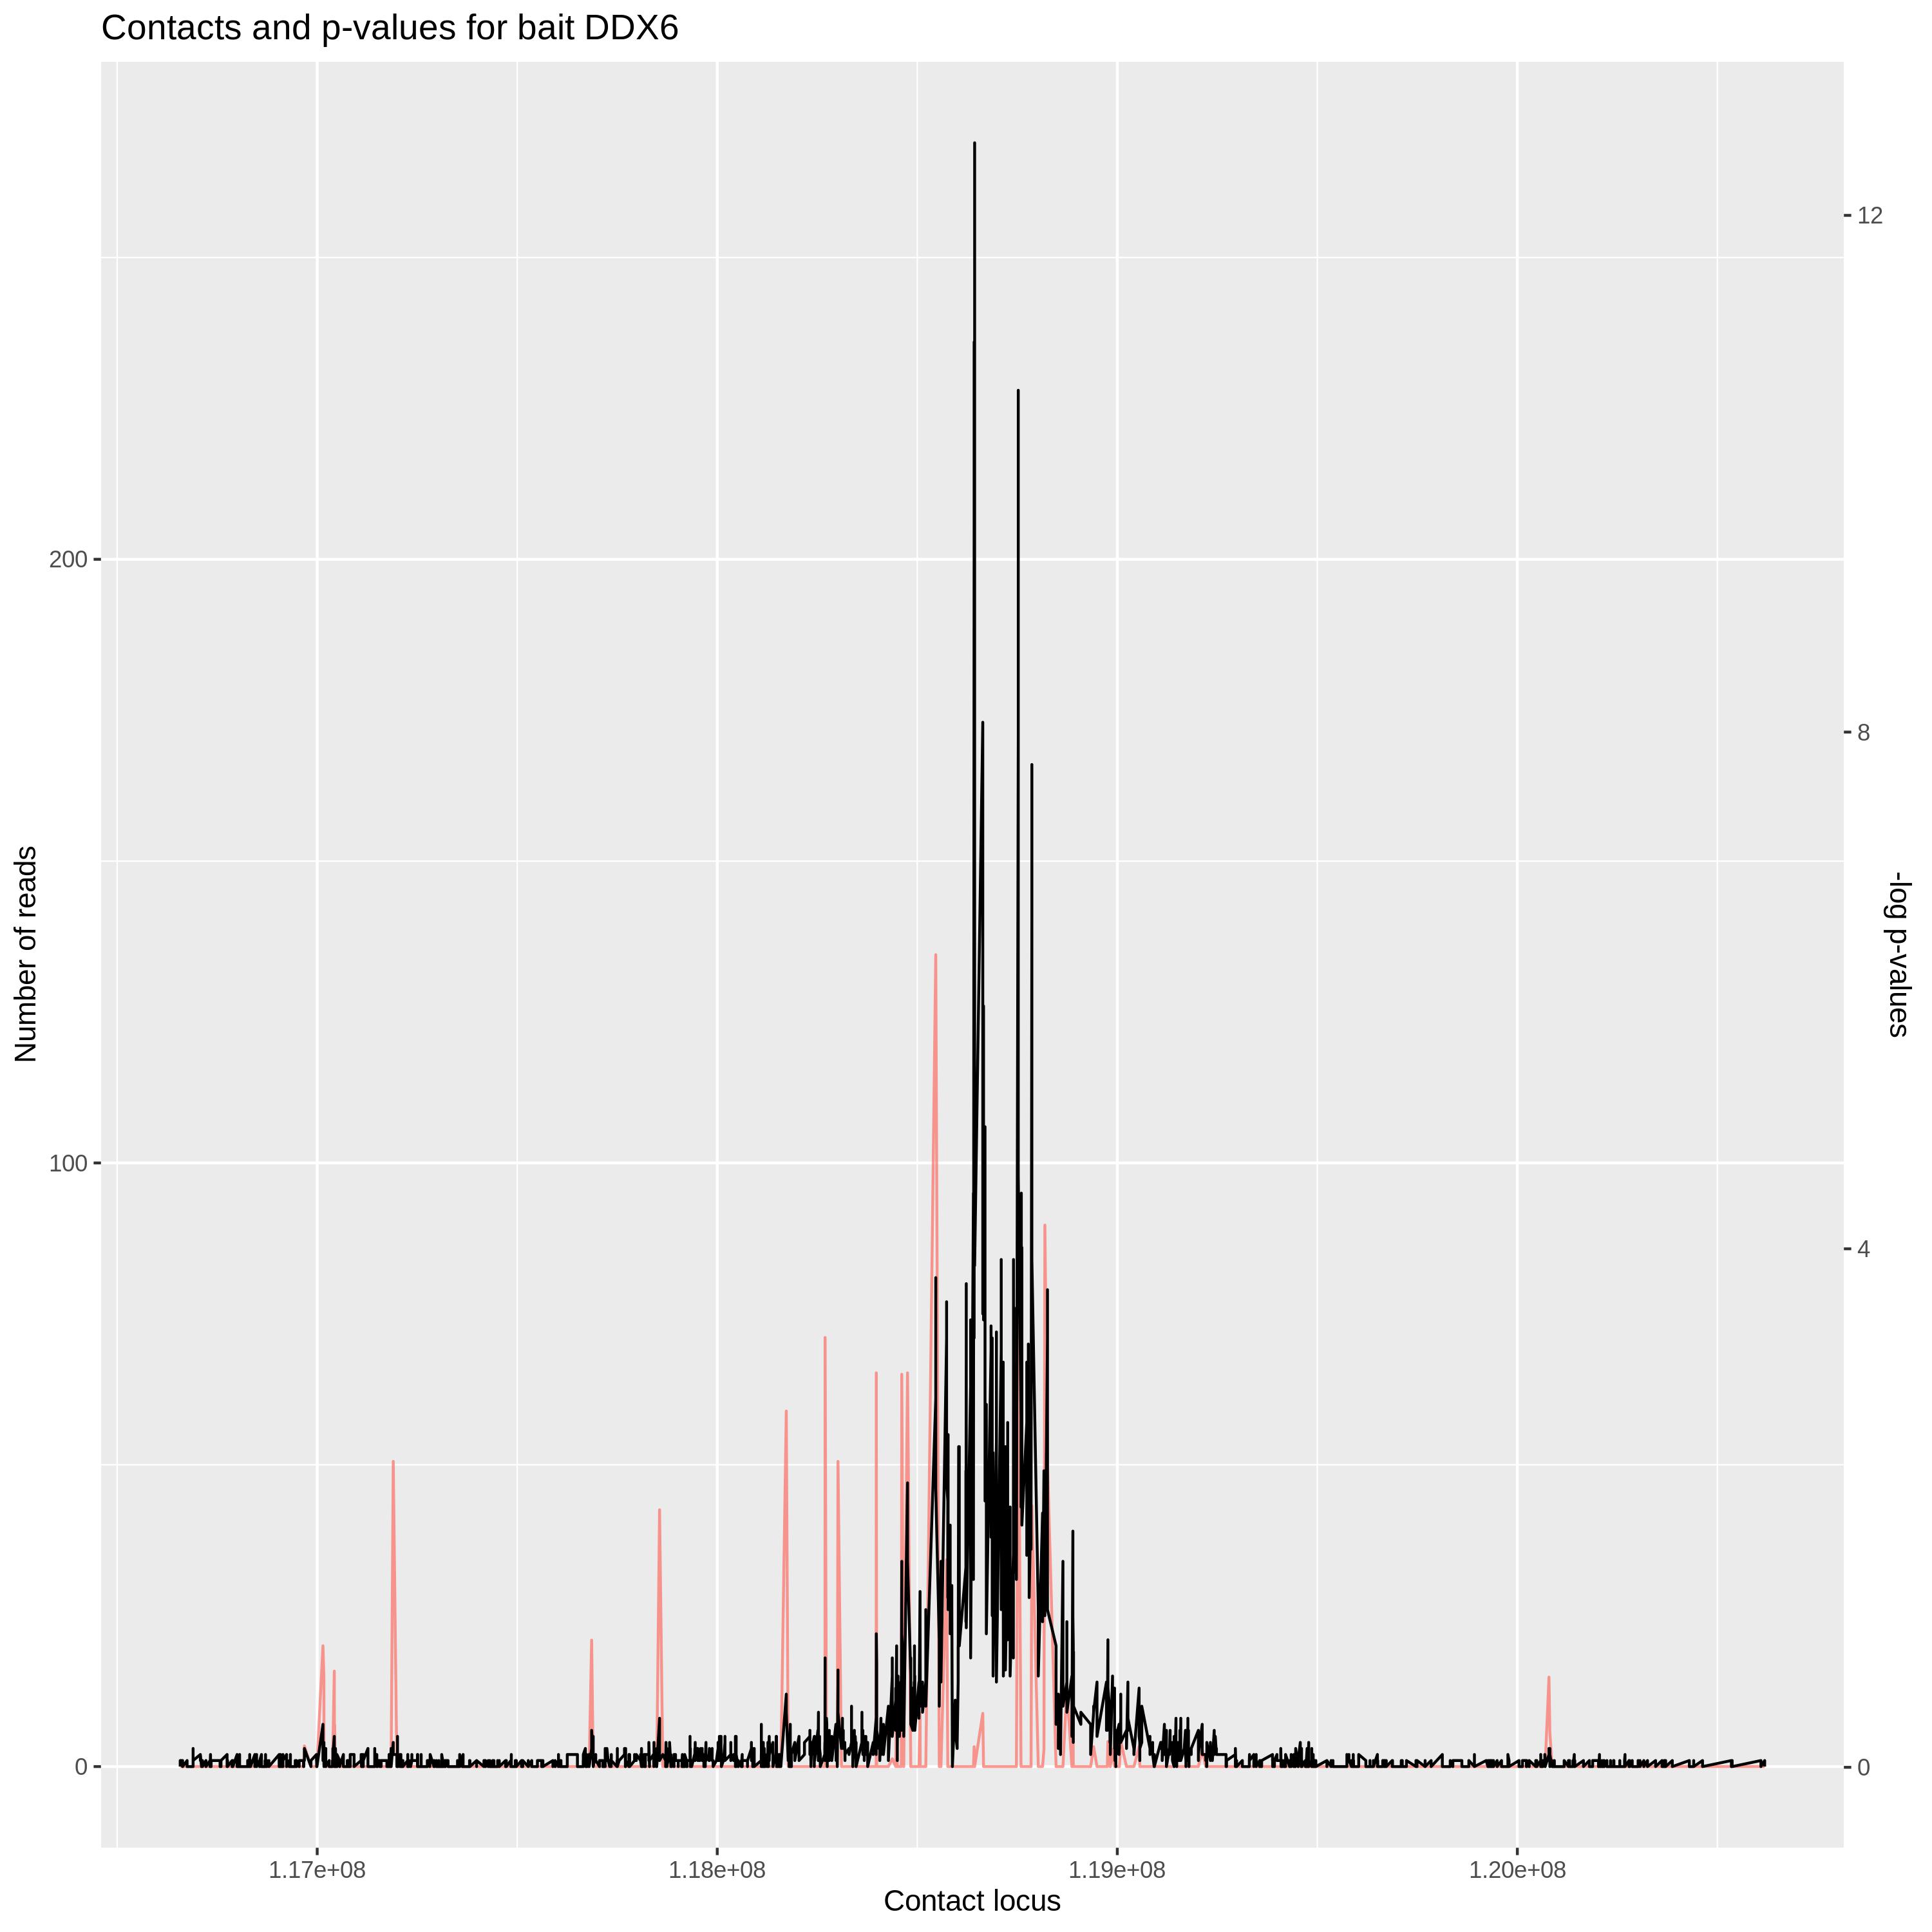 Contacts and p-values for bait DDX6
12
200
8
Number of reads
-log p-values
100
4
0
0
1.17e+08
1.18e+08
1.19e+08
1.20e+08
Contact locus